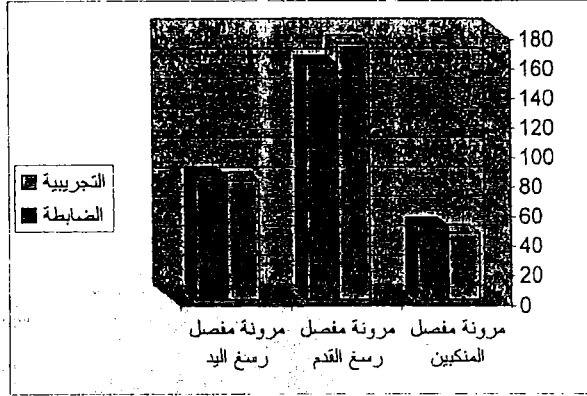 180
160
140
120
100
80
60
40
20
0
مرونة مفصل المنكبين
مرونة مفصل رسغ القدم
مرونة مفصل رسغ اليد
التجريبية
الضابطة